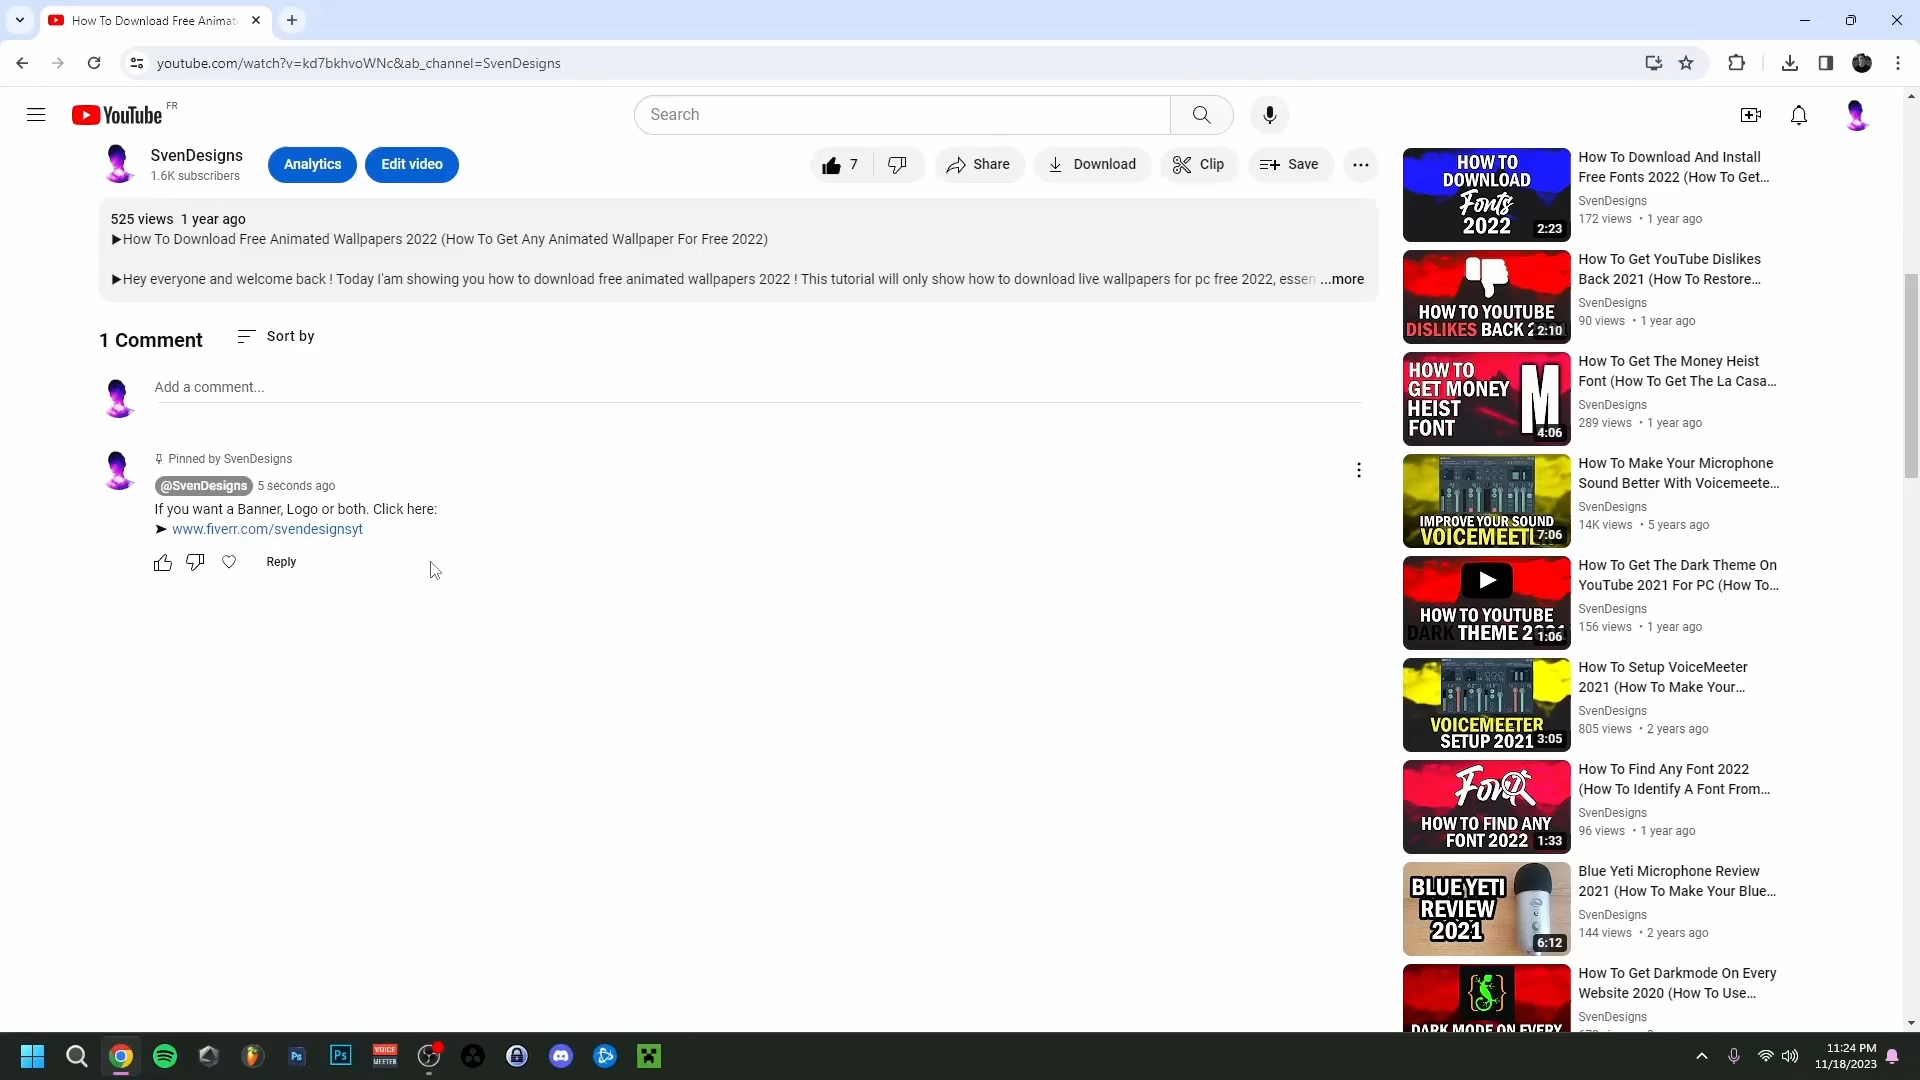 How To Download Free Animat
youtube.com/watch?v=kd7bkhvoWNc&ab_channel=SvenDesigns
YouTube FR
Search
SvenDesigns
1.6K subscribers
Analytics
Edit video
7
Share
Download
Clip
Save
525 views 1 year ago
▶How To Download Free Animated Wallpapers 2022 (How To Get Any Animated Wallpaper For Free 2022)
▶Hey everyone and welcome back ! Today I'am showing you how to download free animated wallpapers 2022 ! This tutorial will only show how to download live wallpapers for pc free 2022, essen ...more
1 Comment
Sort by
Add a comment...
Pinned by SvenDesigns
@SvenDesigns 5 seconds ago
If you want a Banner, Logo or both. Click here:
➤ www.fiverr.com/svendesignsyt
Reply
HOW TO
DOWNLOAD
Fonts
2022
2:23
How To Download And Install
Free Fonts 2022 (How To Get...
SvenDesigns
172 views • 1 year ago
HOW TO YOUTUBE
DISLIKES BACK 2
2:10
How To Get YouTube Dislikes
Back 2021 (How To Restore...
SvenDesigns
90 views • 1 year ago
HOW TO
GET MONEY
HEIST
FONT
M
4:06
How To Get The Money Heist
Font (How To Get The La Casa...
SvenDesigns
289 views • 1 year ago
IMPROVE YOUR SOUND
VOICEMEETE
7:06
How To Make Your Microphone
Sound Better With Voicemeete...
SvenDesigns
14K views • 5 years ago
HOW TO YOUTUBE
DARK THEME 2021
1:06
How To Get The Dark Theme On
YouTube 2021 For PC (How To...
SvenDesigns
156 views • 1 year ago
VOICEMEETER
SETUP 2021
3:05
How To Setup VoiceMeeter
2021 (How To Make Your...
SvenDesigns
805 views • 2 years ago
Font
HOW TO FIND ANY
FONT 2022
1:33
How To Find Any Font 2022
(How To Identify A Font From...
SvenDesigns
96 views • 1 year ago
BLUE YETI
REVIEW
2021
6:12
Blue Yeti Microphone Review
2021 (How To Make Your Blue...
SvenDesigns
144 views • 2 years ago
DARK MODE ON EVERY
How To Get Darkmode On Every
Website 2020 (How To Use...
SvenDesigns
Ps
Ps
VOICE
MEETER
11:24 PM
11/18/2023